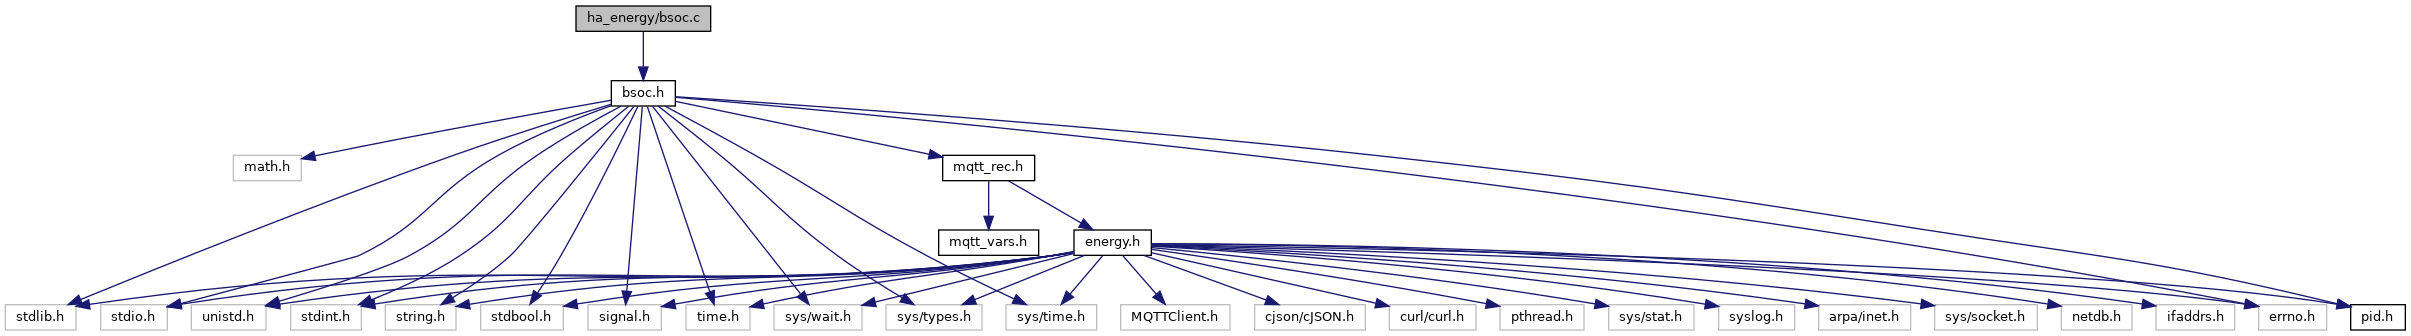 ha_energy/bsoc.c
bsoc.h
math.h
mqtt_rec.h
mqtt_vars.h
energy.h
stdlib.h
stdio.h
unistd.h
stdint.h
string.h
stdbool.h
signal.h
time.h
sys/wait.h
sys/types.h
sys/time.h
MQTTClient.h
cjson/cJSON.h
curl/curl.h
pthread.h
sys/stat.h
syslog.h
arpa/inet.h
sys/socket.h
netdb.h
ifaddrs.h
errno.h
pid.h